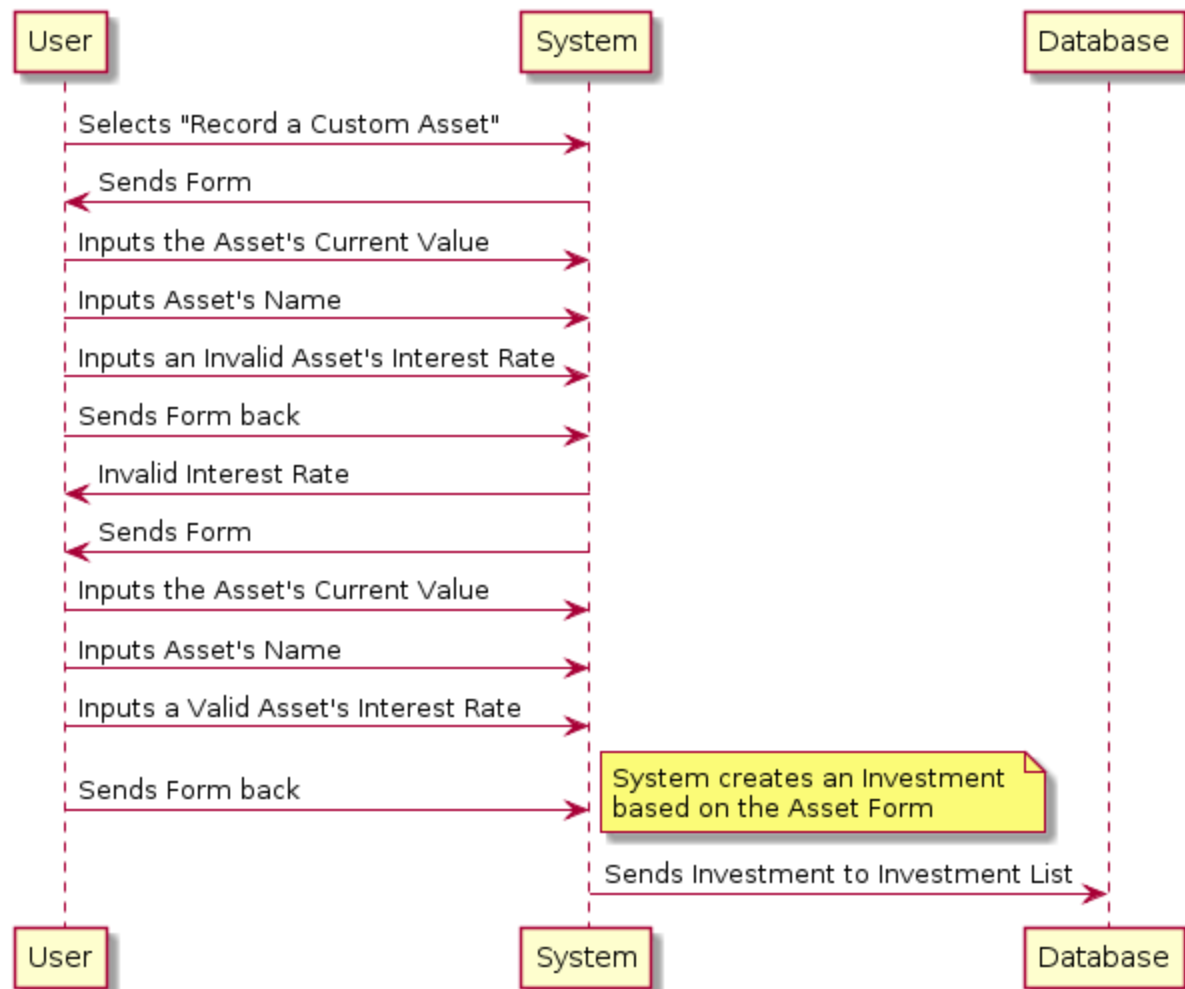 User
System
Database
Selects "Record a Custom Asset"
Sends Form
Inputs the Asset's Current Value
Inputs Asset's Name
Inputs an Invalid Asset's Interest Rate
Sends Form back
Invalid Interest Rate
Sends Form
Inputs the Asset's Current Value
Inputs Asset's Name
Inputs a Valid Asset's Interest Rate
Sends Form back
System creates an Investment
based on the Asset Form
Sends Investment to Investment List
User
System
Database